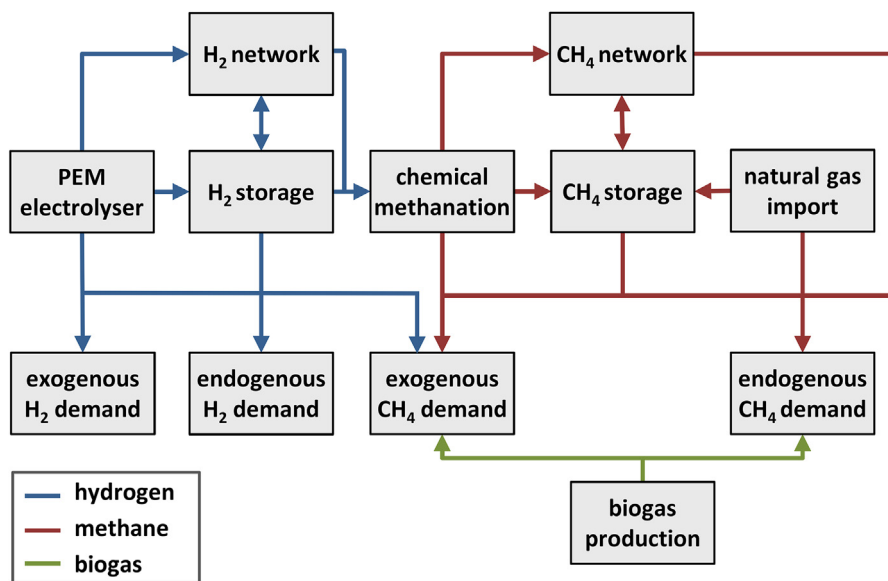 H₂ network
CH₄ network
PEM
electrolyser
H₂ storage
chemical
methanation
CH₄ storage
natural gas
import
exogenous
H₂ demand
endogenous
H₂ demand
exogenous
CH₄ demand
endogenous
CH₄ demand
hydrogen
methane
biogas
biogas
production